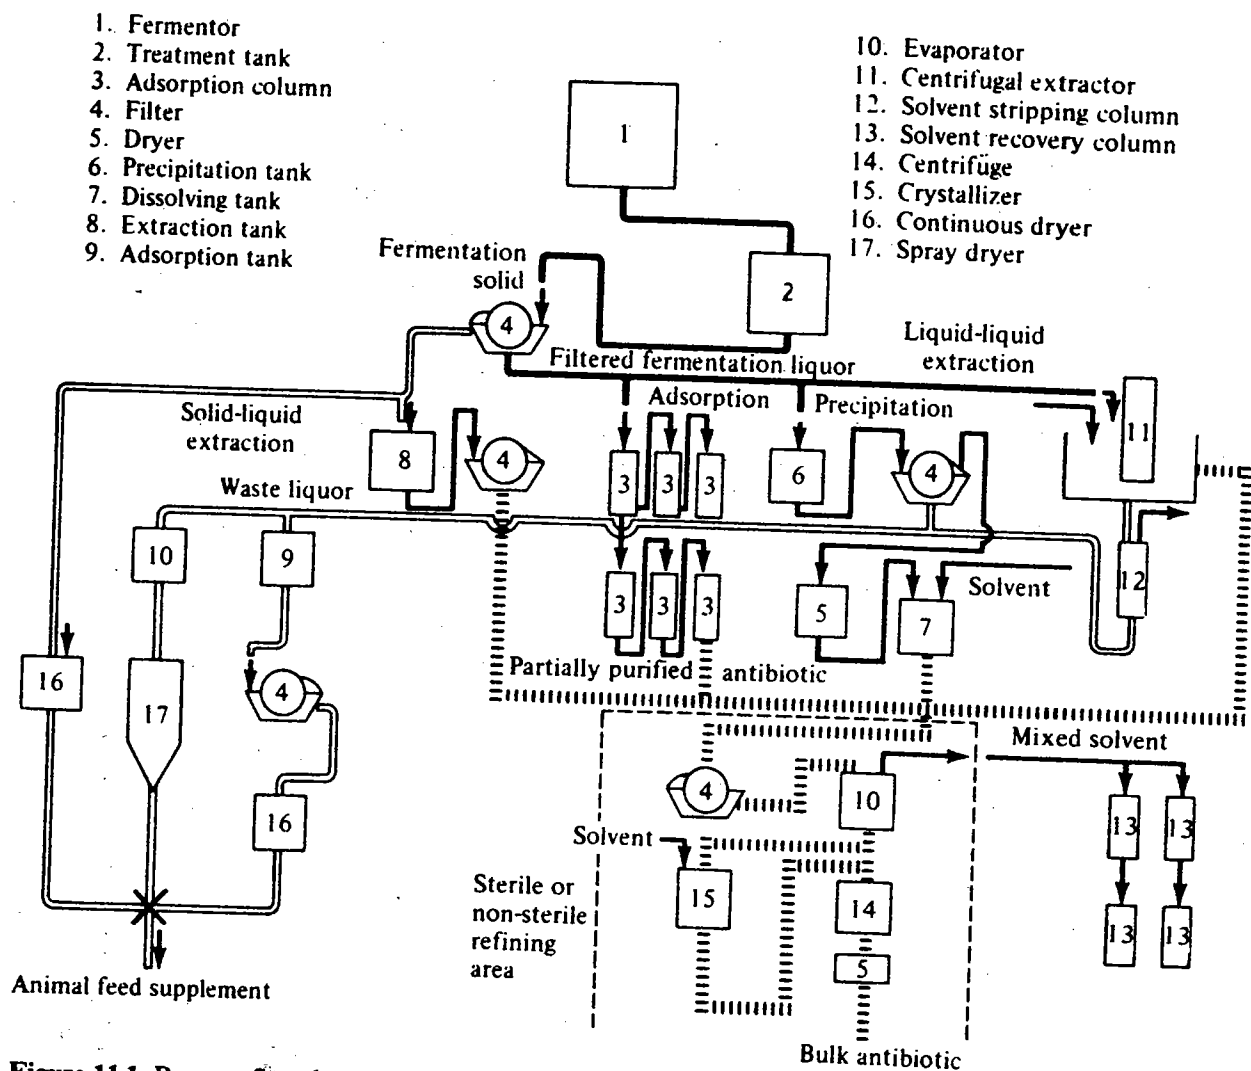 1. Fermentor
2. Treatment tank
3. Adsorption column
4. Filter
5. Dryer
6. Precipitation tank
7. Dissolving tank
8. Extraction tank
9. Adsorption tank
10. Evaporator
11. Centrifugal extractor
12. Solvent stripping column
13. Solvent recovery column
14. Centrifuge
15. Crystallizer
16. Continuous dryer
17. Spray dryer
1
2
Fermentation
solid
4
Filtered fermentation liquor
Liquid-liquid
extraction
Adsorption
Precipitation
Solid-liquid
extraction
8
4
3
3
3
6
4
11
Waste liquor
10
9
3
3
3
5
7
Solvent
12
Partially purified antibiotic
16
17
4
16
Mixed solvent
4
10
13
13
Solvent
15
14
13
13
5
Sterile or
non-sterile
refining
area
Animal feed supplement
Bulk antibiotic
Figure 11.1